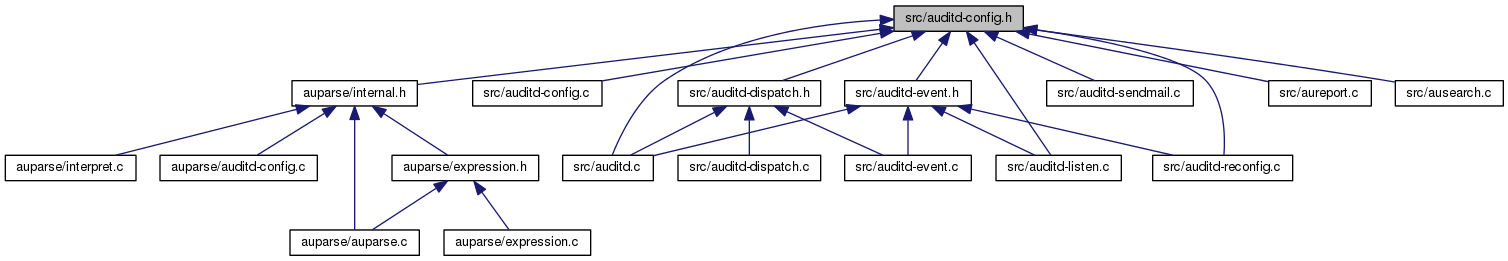 src/auditd-config.h
auparse/internal.h
src/auditd-config.c
src/auditd-dispatch.h
src/auditd-event.h
src/auditd-sendmail.c
src/aureport.c
src/ausearch.c
auparse/interpret.c
auparse/auditd-config.c
auparse/expression.h
src/auditd.c
src/auditd-dispatch.c
src/auditd-event.c
src/auditd-listen.c
src/auditd-reconfig.c
auparse/auparse.c
auparse/expression.c